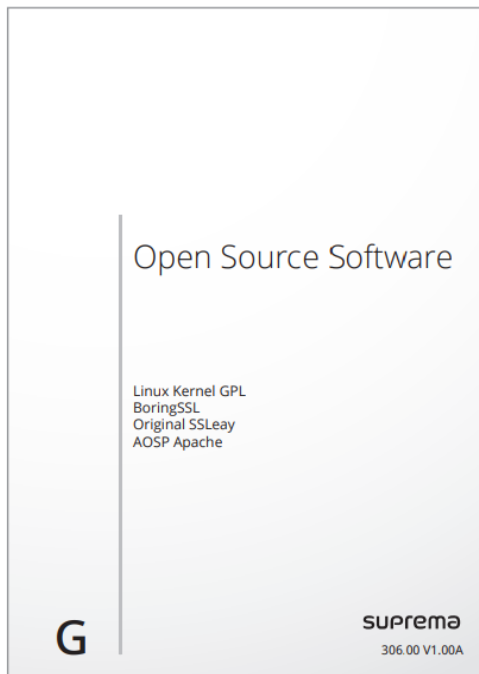 Open Source Software
Linux Kernel GPL
BoringSSL
Original SSLeay
AOSP Apache
G
suprema
306.00 V1.00A